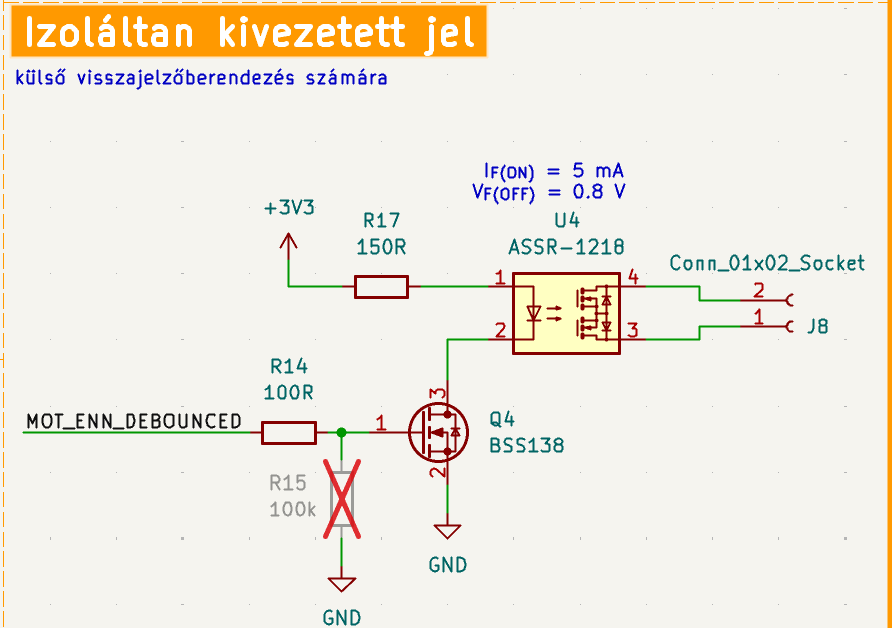 Izoláltan kivezetett jel
külső visszajelzőberendezés számára
IF(ON) = 5 mA
VF(OFF) = 0.8 V
+3V3
R17
150R
U4
ASSR-1218
Conn_01x02_Socket
1
4
2
2
3
1
J8
R14
100R
MOT_ENN_DEBOUNCED
1
3
Q4
BSS138
2
R15
100k
GND
GND